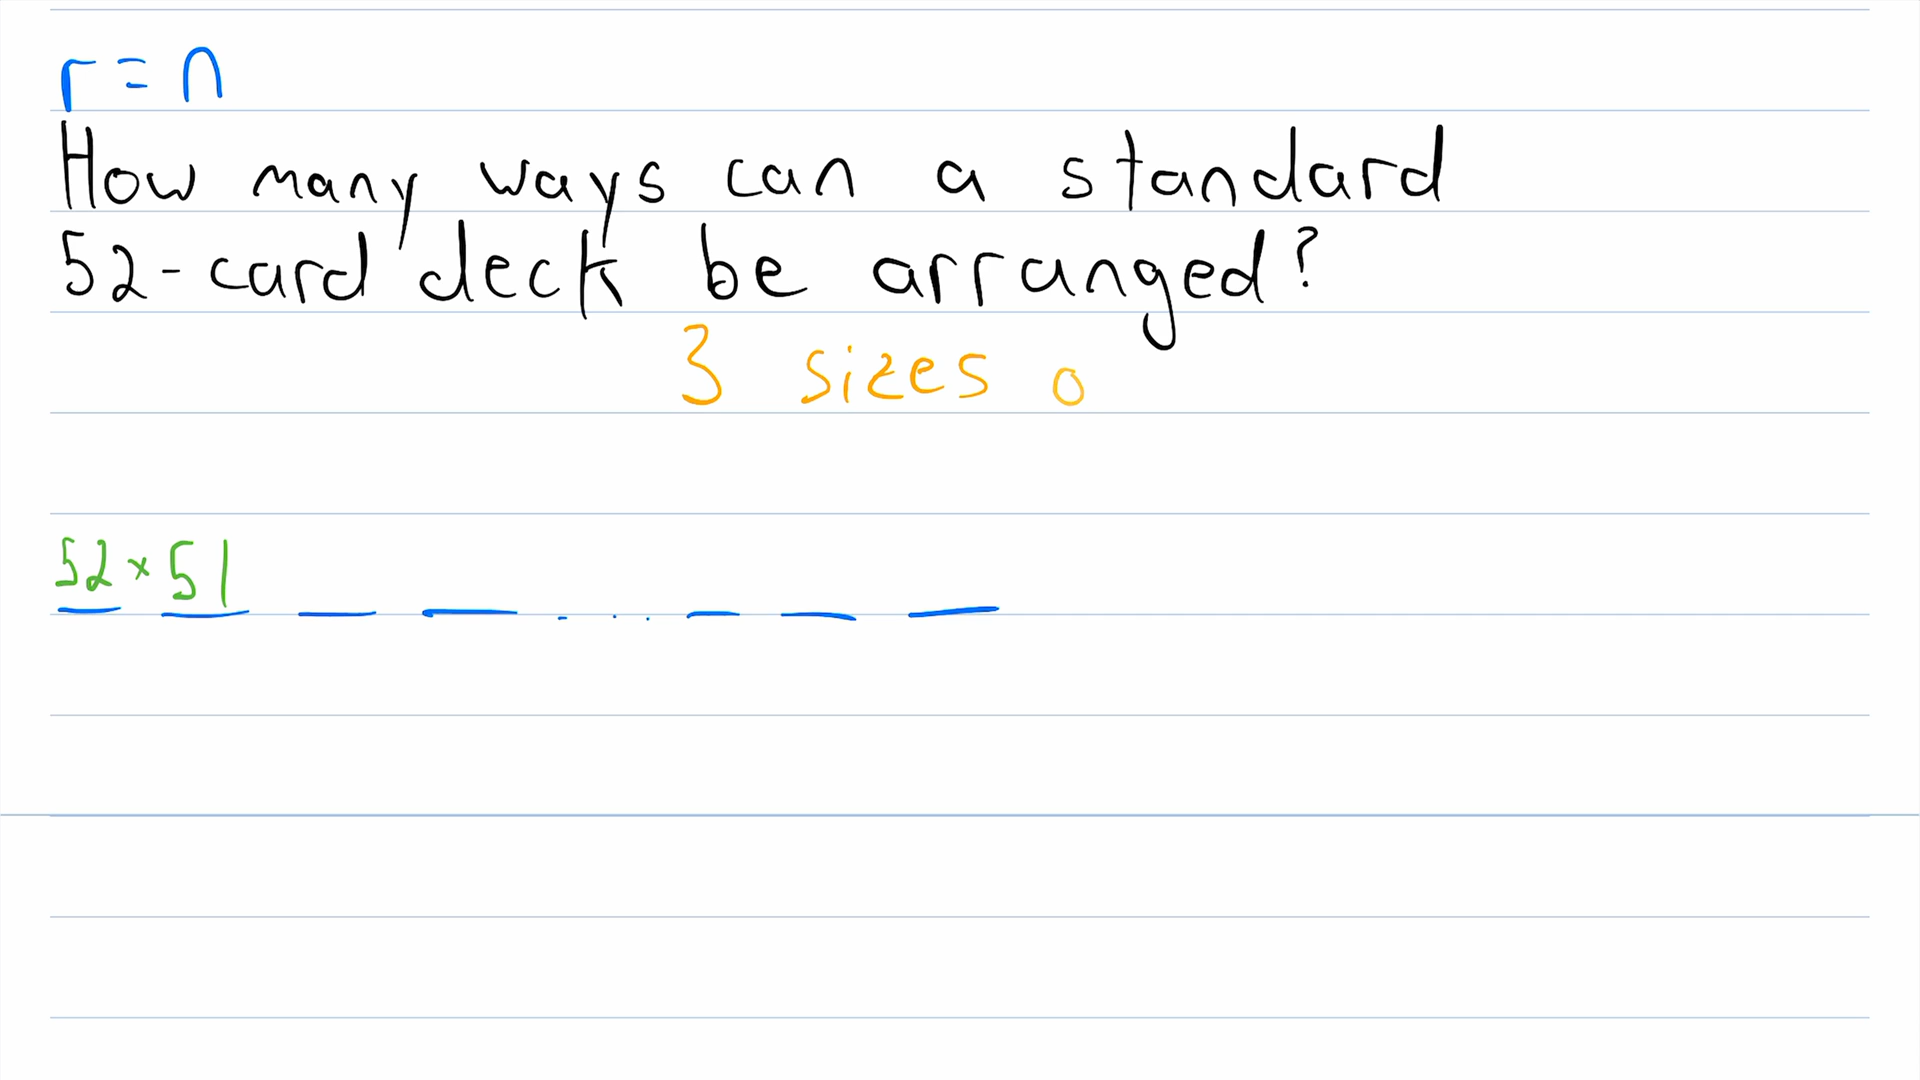 r = n
How many ways can a standard
52-card deck be arranged?
3 sizes o
52 × 51